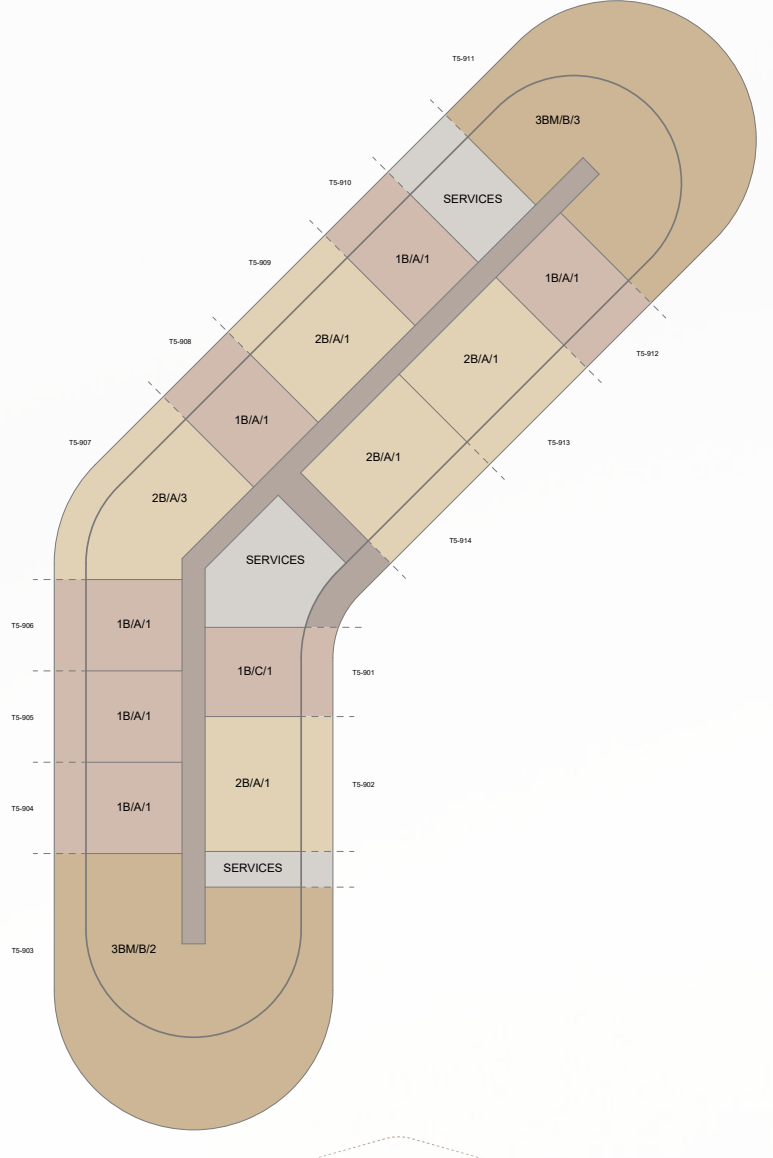 T5-911
3BM/B/3
T5-910
SERVICES
1B/A/1
1B/A/1
T5-909
2B/A/1
T5-908
2B/A/1
T5-912
1B/A/1
T5-907
T5-913
2B/A/1
2B/A/3
T5-914
SERVICES
T5-906
1B/A/1
1B/C/1
T5-901
T5-905
1B/A/1
2B/A/1
T5-902
T5-904
1B/A/1
SERVICES
T5-903
3BM/B/2